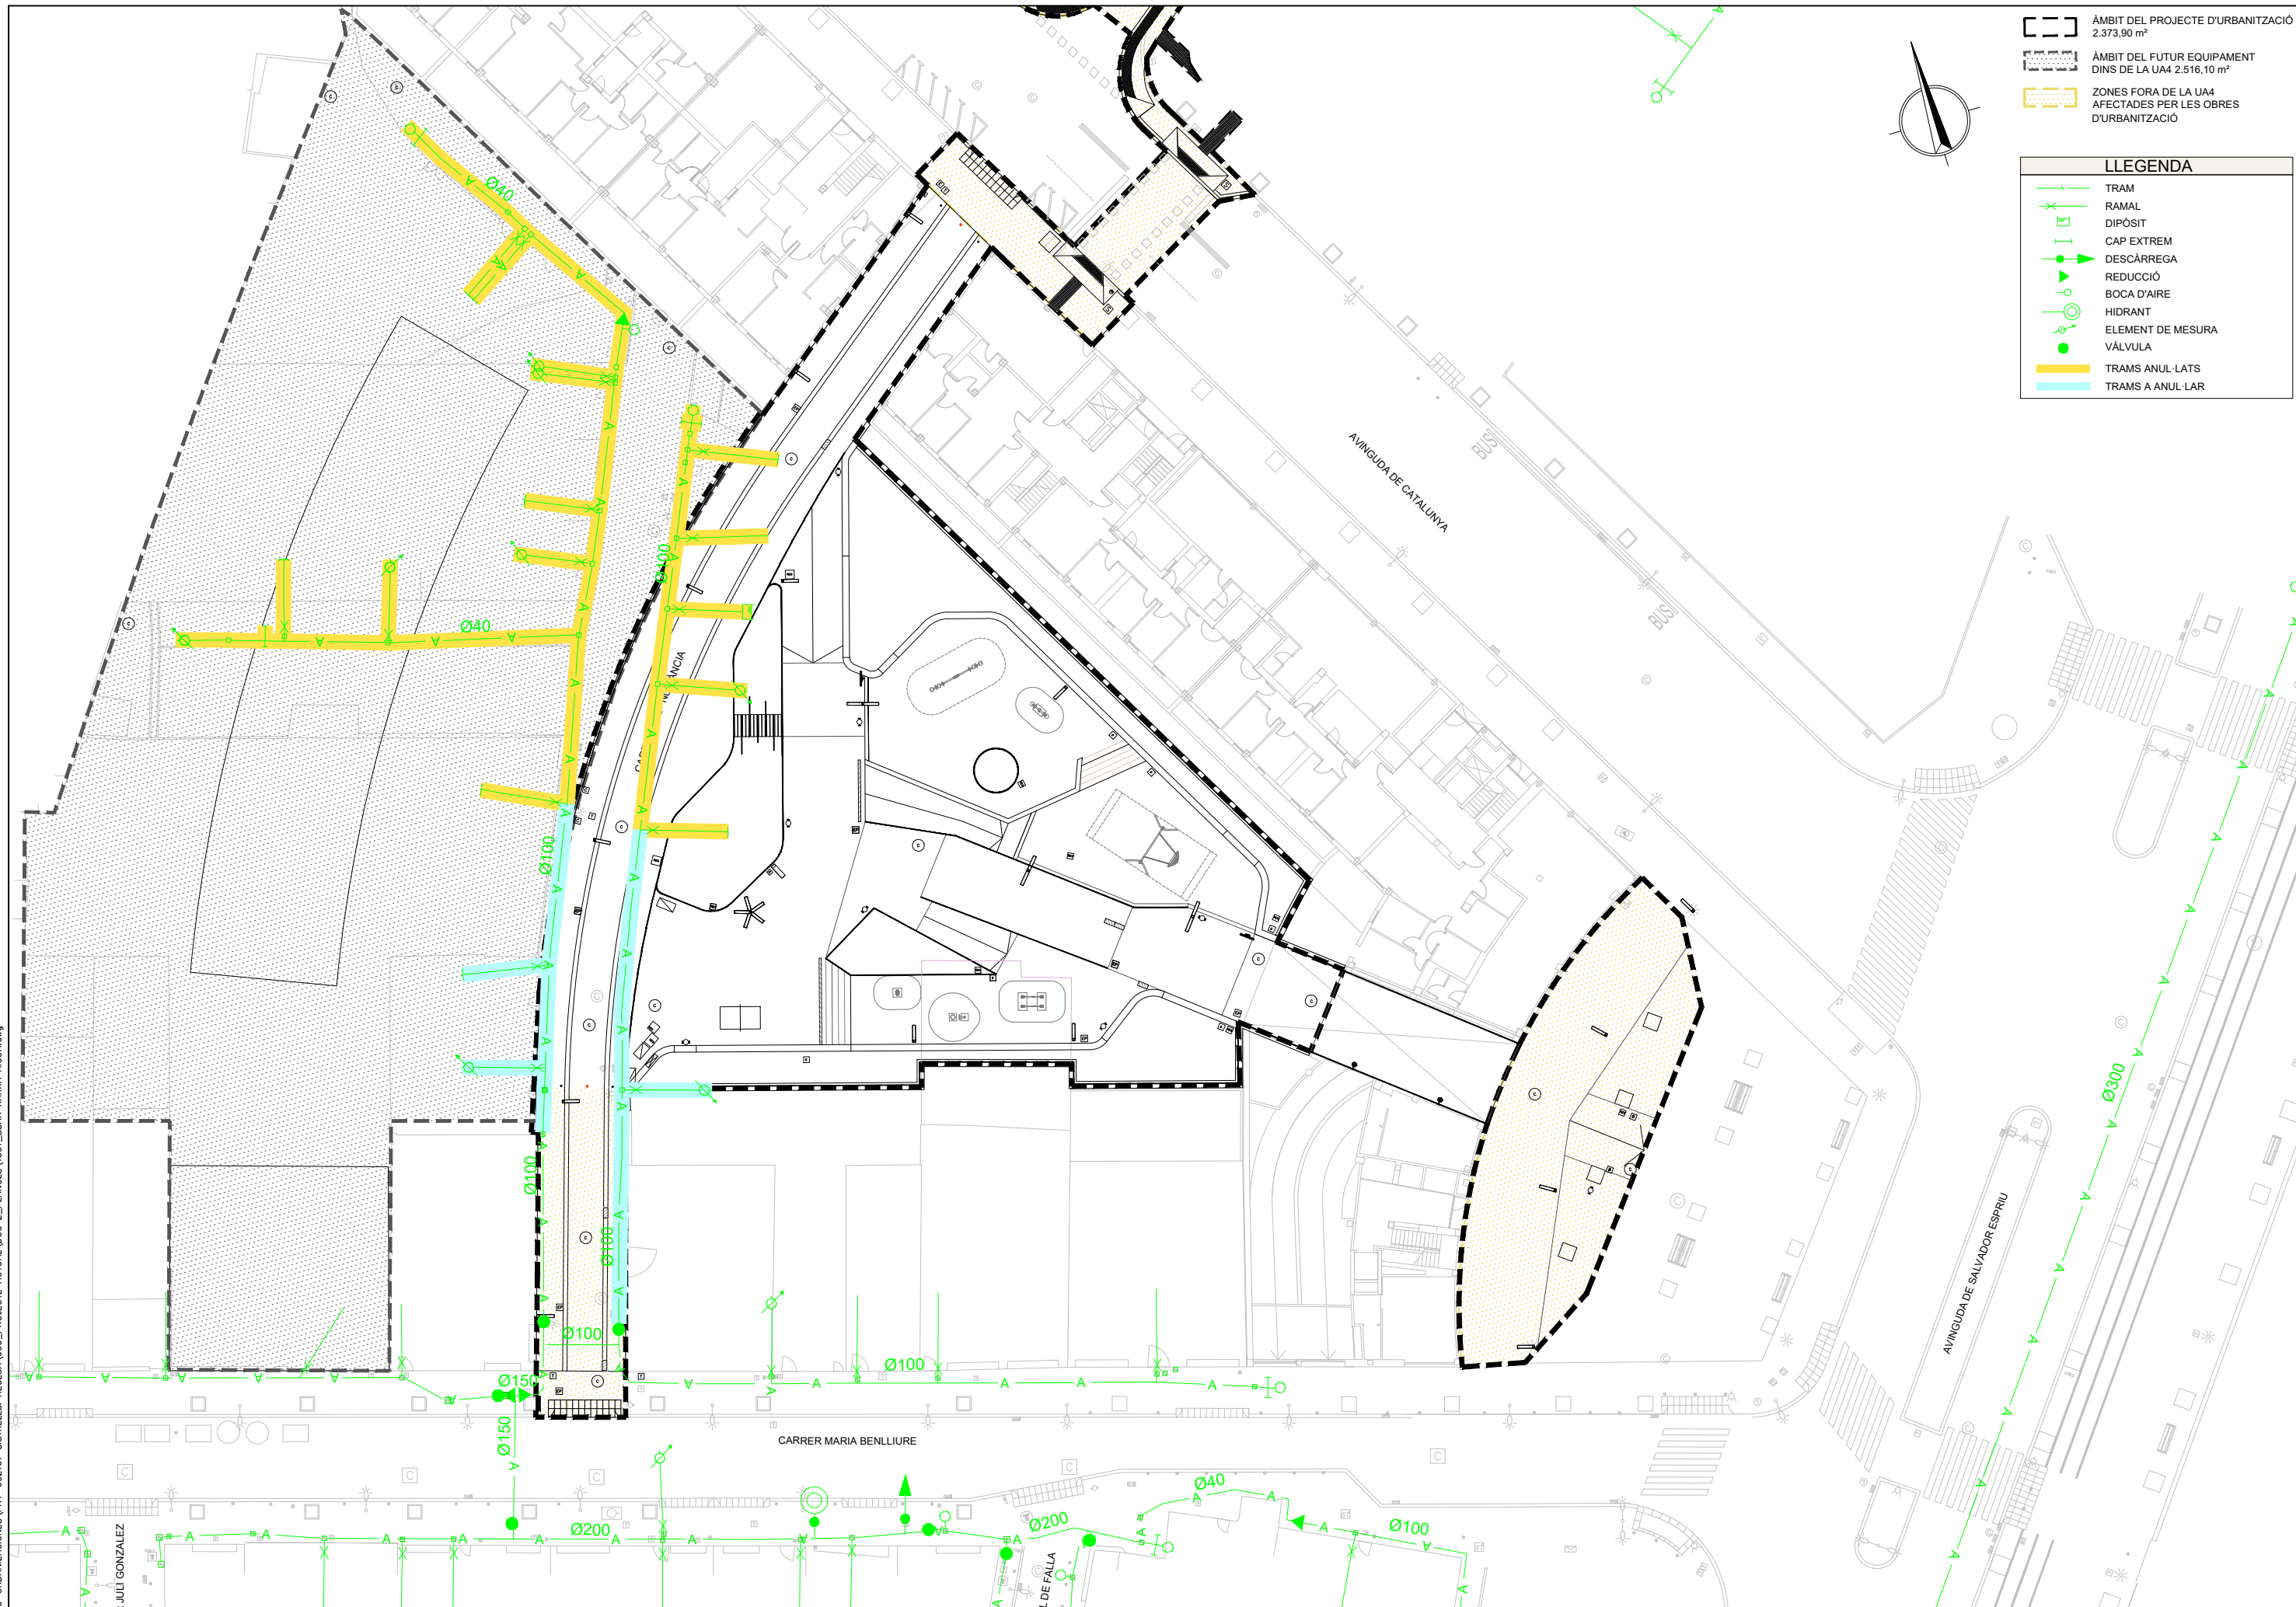 ÀMBIT DEL PROJECTE D'URBANITZACIÓ
2.373,90 m²
ÀMBIT DEL FUTUR EQUIPAMENT
DINS DE LA UA4 2.516,10 m²
ZONES FORA DE LA UA4
AFECTADES PER LES OBRES
D'URBANITZACIÓ
LLEGENDA
TRAM
RAMAL
DIPÒSIT
CAP EXTREM
DESCÀRREGA
REDUCCIÓ
BOCA D'AIRE
HIDRANT
ELEMENT DE MESURA
VÀLVULA
TRAMS ANUL·LATS
TRAMS A ANUL·LAR
Ø40
Ø100
Ø40
AVINGUDA DE CATALUNYA
BUS
BUS
Ø100
Ø100
Ø100
Ø100
Ø100
Ø150
Ø150
Ø300
AVINGUDA DE SALVADOR ESPRIU
CARRER MARIA BENLLIURE
Ø200
Ø200
Ø40
Ø100
JULI GONZALEZ
L DE FALLA